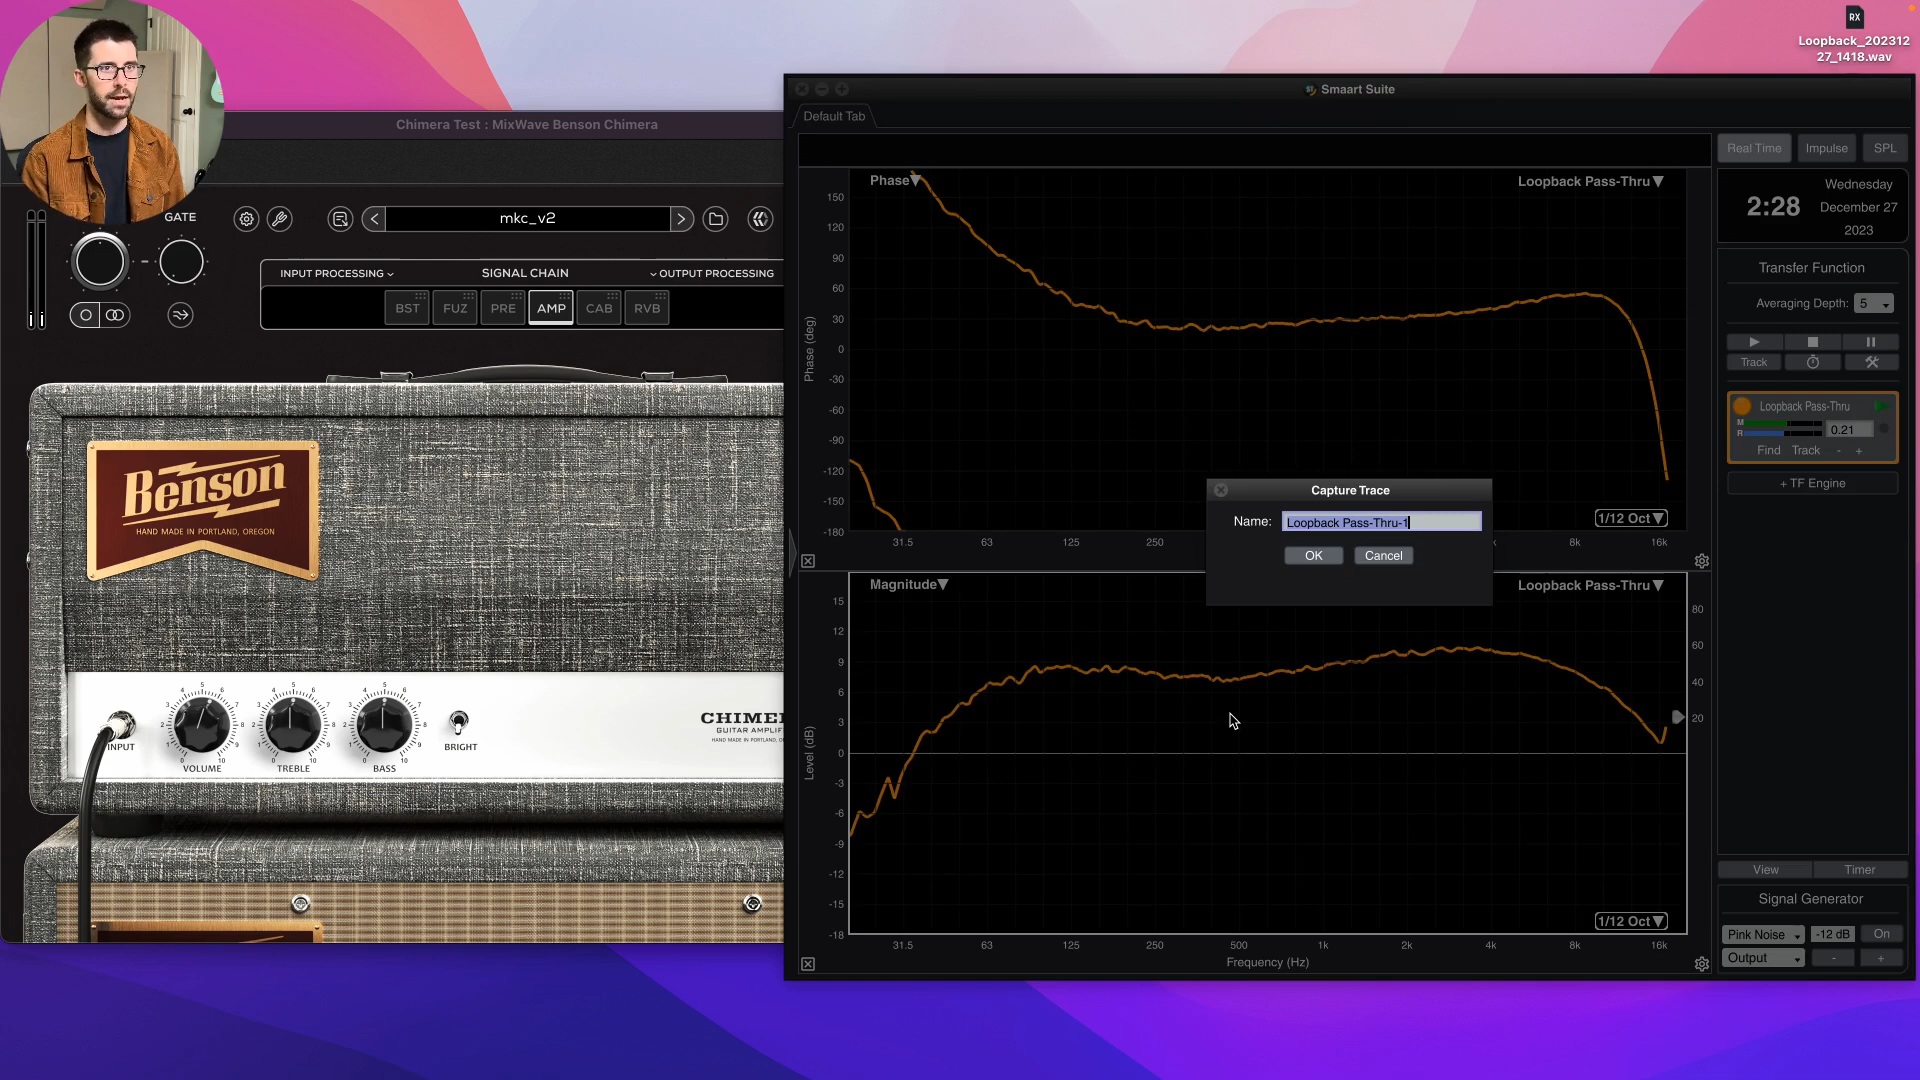 RX
Loopback_202312
27_1418.wav
Smaart Suite
Default Tab
Chimera Test : MixWave Benson Chimera
GATE
mkc_v2
INPUT PROCESSING
SIGNAL CHAIN
OUTPUT PROCESSING
BST
FUZ
PRE
AMP
CAB
RVB
Benson
HAND MADE IN PORTLAND, OREGON
INPUT
VOLUME
TREBLE
BASS
BRIGHT
CHIMER
GUITAR AMPLIF
HAND MADE IN PORTLAND, O
Phase
Loopback Pass-Thru
150
120
90
60
30
0
-30
-60
-90
-120
-150
-180
Phase (deg)
1/12 Oct
31.5 63 125 250 8k 16k
Capture Trace
Name: Loopback Pass-Thru-1
OK
Cancel
Magnitude
Loopback Pass-Thru
15
12
9
6
3
0
-3
-6
-9
-12
-15
-18
Level (dB)
80
60
40
20
1/12 Oct
31.5 63 125 250 500 1k 2k 4k 8k 16k
Frequency (Hz)
Real Time
Impulse
SPL
2:28
Wednesday
December 27
2023
Transfer Function
Averaging Depth: 5
Track
Loopback Pass-Thru
M
R
0.21
Find Track - +
+ TF Engine
View
Timer
Signal Generator
Pink Noise
-12 dB
On
Output
-
+